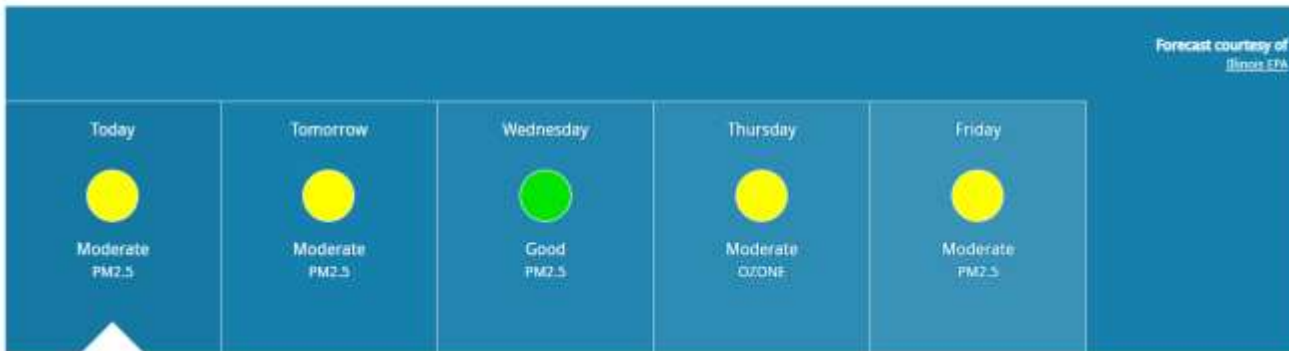 Forecast courtesy of
Illinois EPA
Today
Moderate
PM2.5
Tomorrow
Moderate
PM2.5
Wednesday
Good
PM2.5
Thursday
Moderate
OZONE
Friday
Moderate
PM2.5